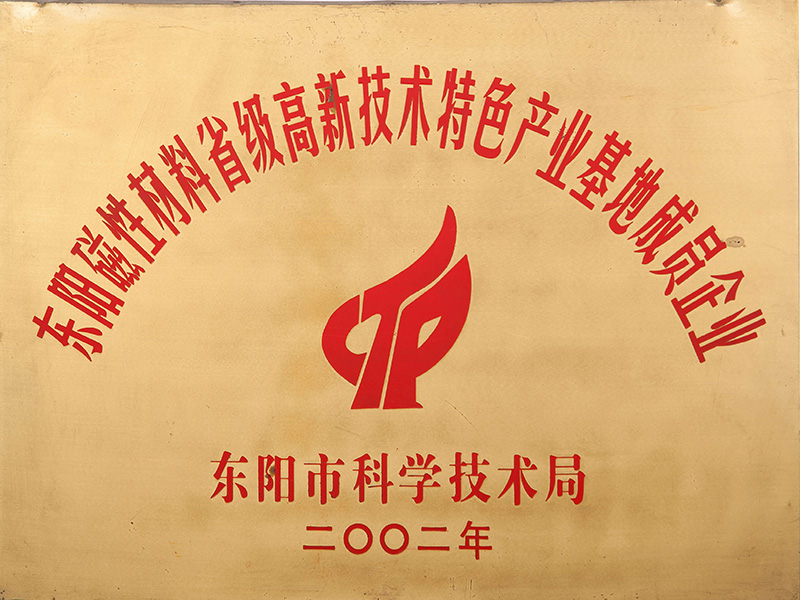 东阳磁性材料省级高新技术特色产业基地成员企业
东阳市科学技术局
二〇〇二年